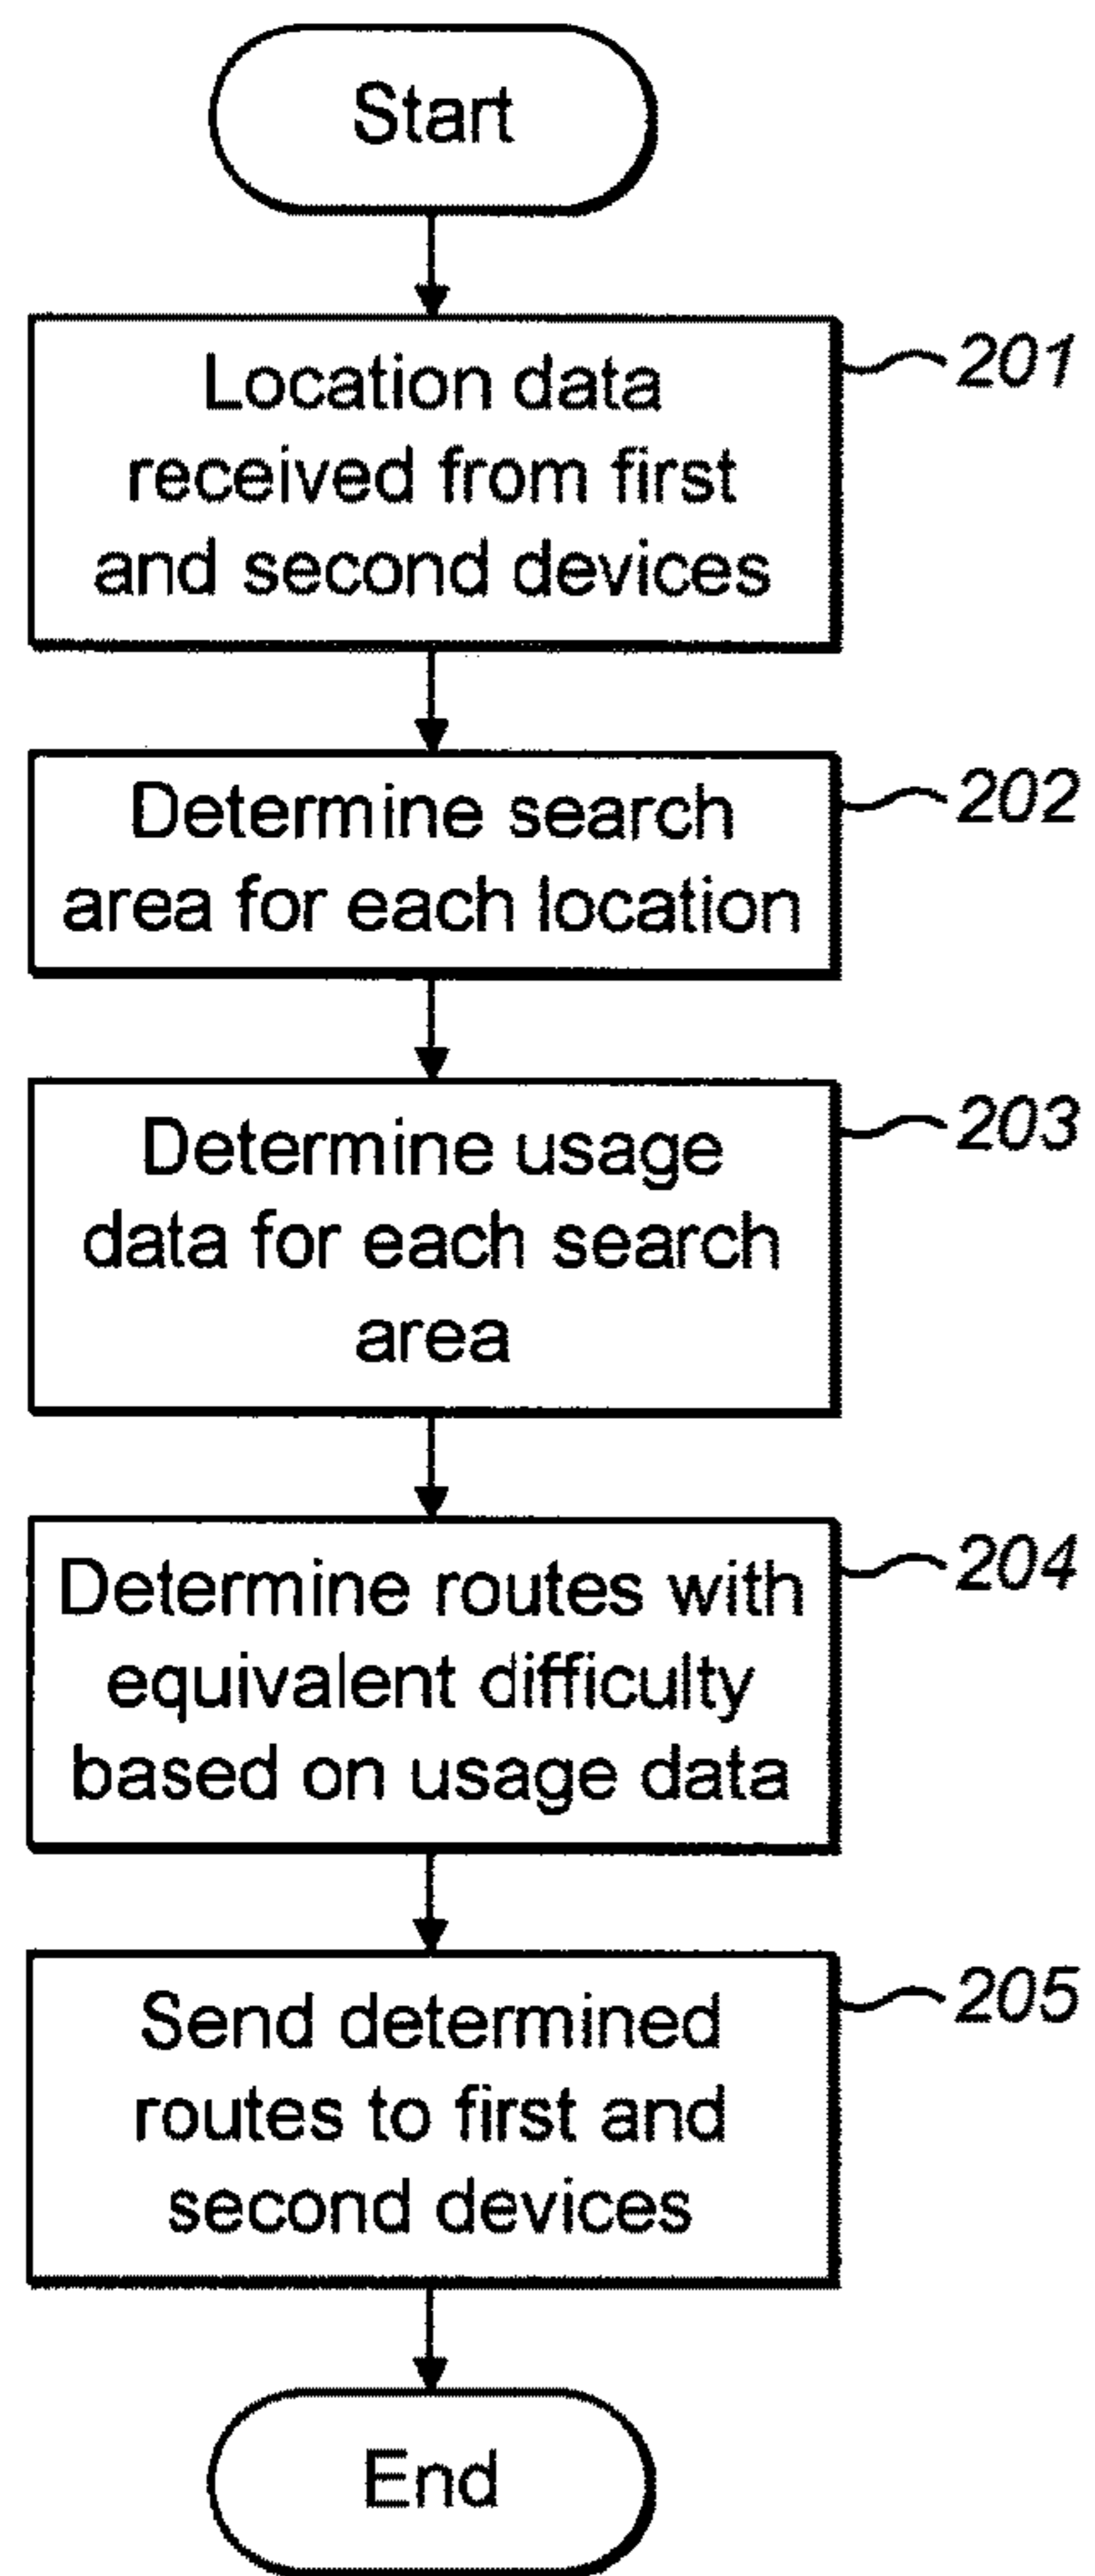 Start
Location data
received from first
and second devices
201
Determine search
area for each location
202
Determine usage
data for each search
area
203
Determine routes with
equivalent difficulty
based on usage data
204
Send determined
routes to first and
second devices
205
End